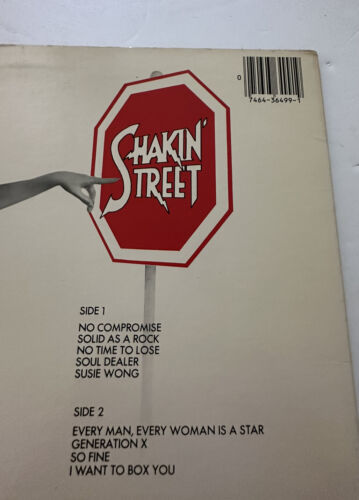 0
7464-36499-1
SHAKIN'
STREET
SIDE 1
NO COMPROMISE
SOLID AS A ROCK
NO TIME TO LOSE
SOUL DEALER
SUSIE WONG
SIDE 2
EVERY MAN, EVERY WOMAN IS A STAR
GENERATION X
SO FINE
I WANT TO BOX YOU